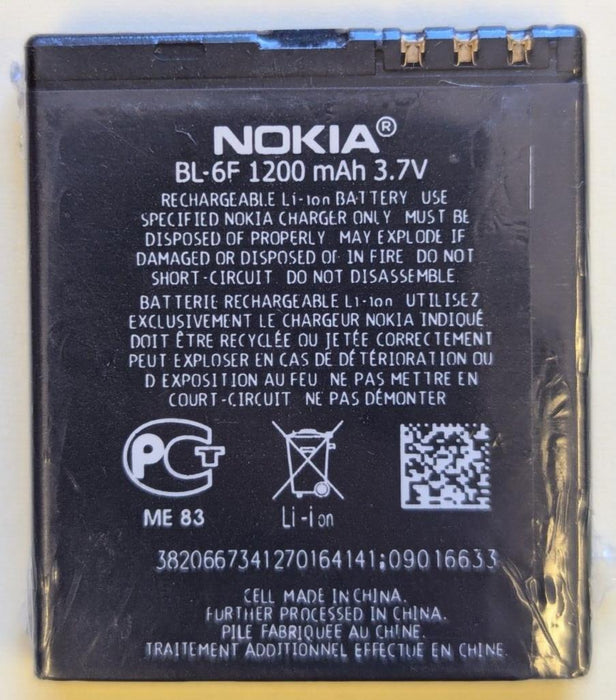 NOKIA®
BL-6F 1200 mAh 3.7V
RECHARGEABLE Li-ion BATTERY USE
SPECIFIED NOKIA CHARGER ONLY MUST BE
DISPOSED OF PROPERLY MAY EXPLODE IF
DAMAGED OR DISPOSED OF IN FIRE DO NOT
SHORT-CIRCUIT DO NOT DISASSEMBLE
BATTERIE RECHARGEABLE Li-ion UTILISEZ
EXCLUSIVEMENT LE CHARGEUR NOKIA INDIQUÉ
DOIT ÊTRE RECYCLÉE OU JETÉE CORRECTEMENT
PEUT EXPLOSER EN CAS DE DÉTÉRIORATION OU
D EXPOSITION AU FEU NE PAS METTRE EN
COURT-CIRCUIT NE PAS DÉMONTER
PCT
ME 83
Li-ion
3820667341270164141;09016633
CELL MADE IN CHINA.
FURTHER PROCESSED IN CHINA.
PILE FABRIQUÉE AU CHINE.
TRAITEMENT ADDITIONNEL EFFECTUÉ EN CHINE.